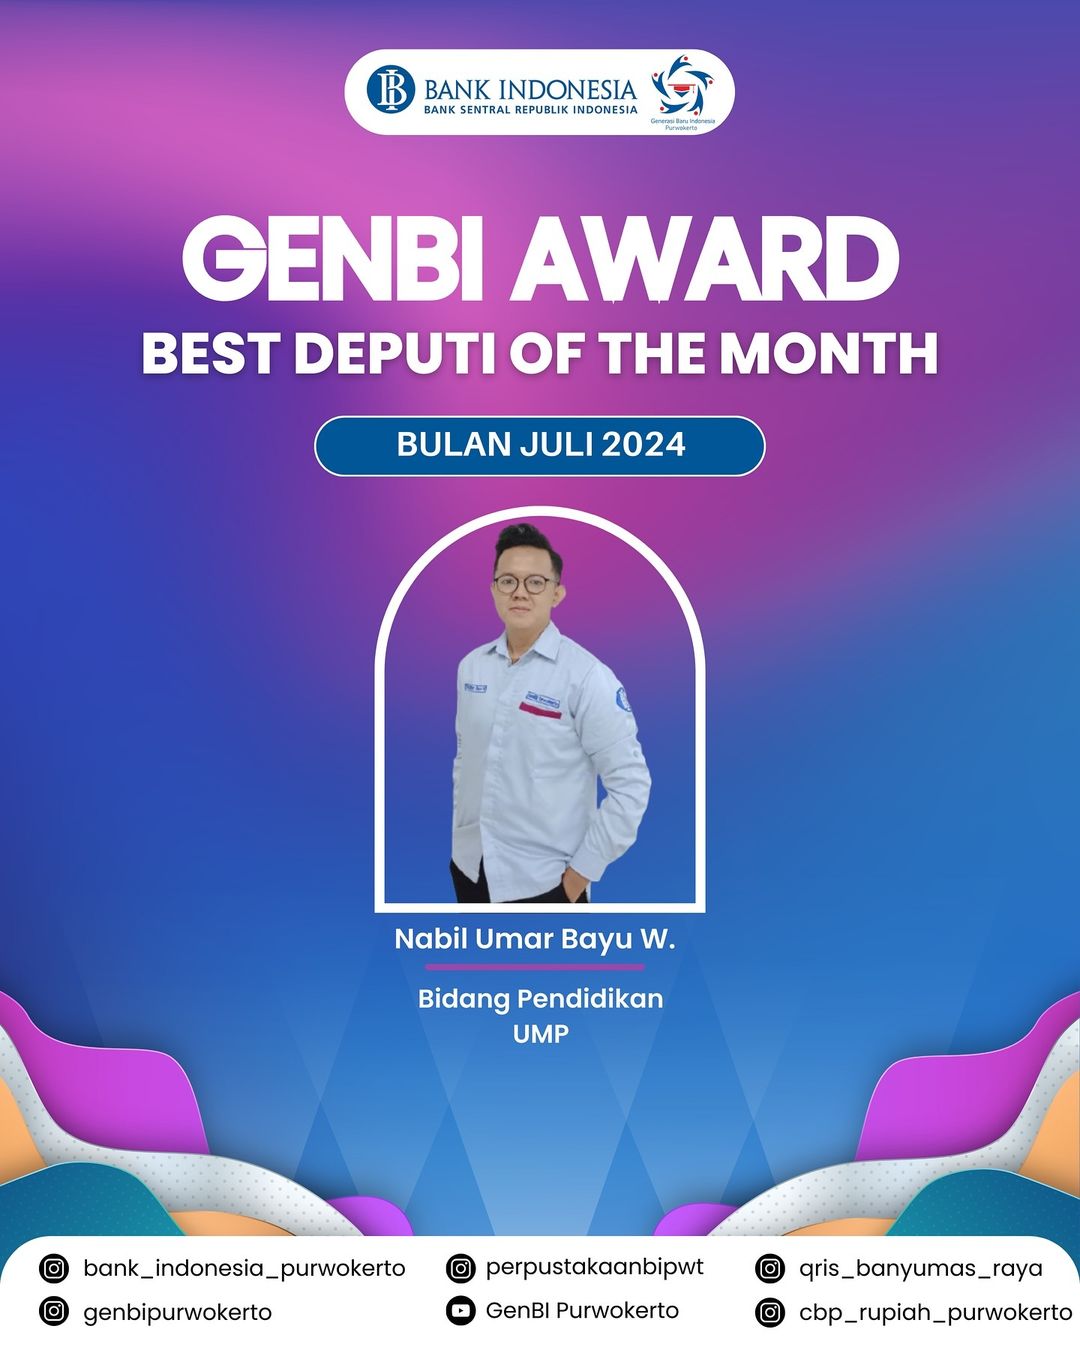 BANK INDONESIA
BANK SENTRAL REPUBLIK INDONESIA
Generasi Baru Indonesia
Purwokerto
GENBI AWARD
BEST DEPUTI OF THE MONTH
BULAN JULI 2024
Nabil Umar Bayu W.
Bidang Pendidikan
UMP
bank_indonesia_purwokerto
perpustakaanbipwt
qris_banyumas_raya
genbipurwokerto
GenBI Purwokerto
cbp_rupiah_purwokerto